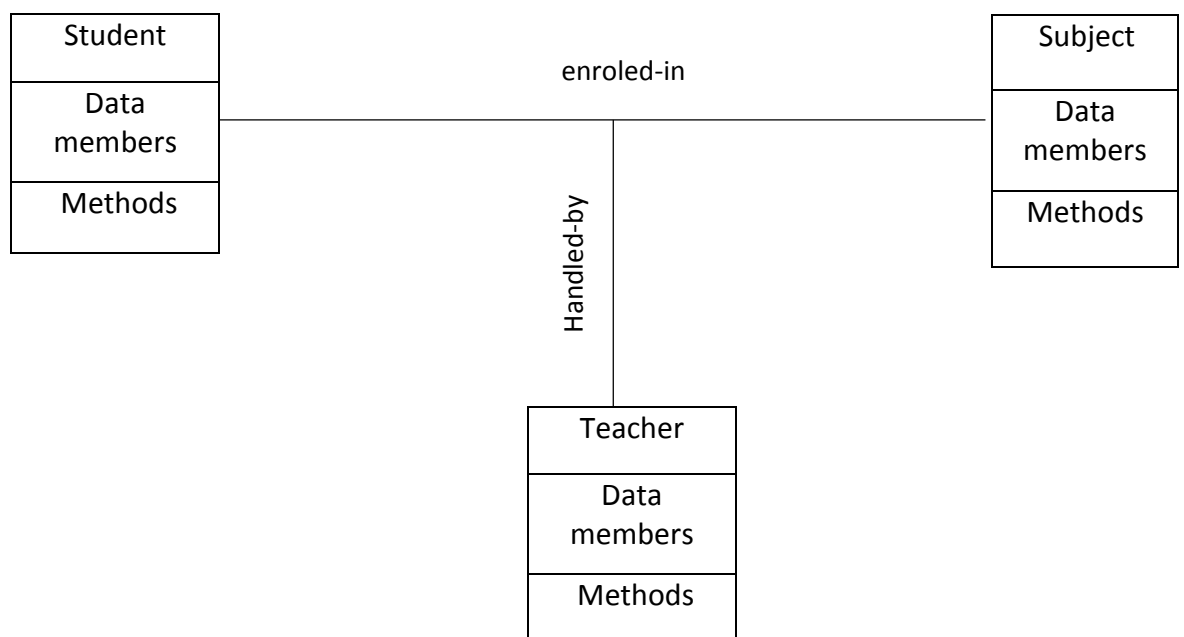 Student
Data
members
Methods
enroled-in
Subject
Data
members
Methods
Handled-by
Teacher
Data
members
Methods